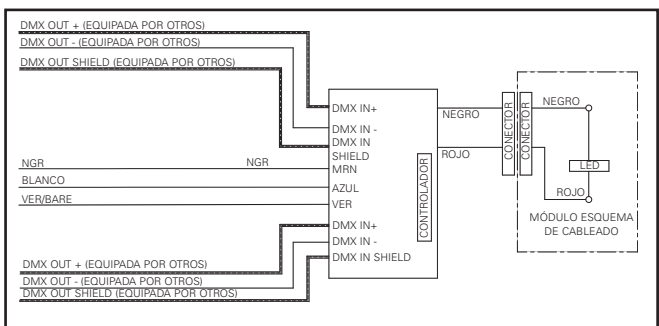 DMX OUT + (EQUIPADA POR OTROS)
DMX OUT - (EQUIPADA POR OTROS)
DMX OUT SHIELD (EQUIPADA POR OTROS)
NGR
NGR
BLANCO
VER/BARE
DMX OUT + (EQUIPADA POR OTROS)
DMX OUT - (EQUIPADA POR OTROS)
DMX OUT SHIELD (EQUIPADA POR OTROS)
DMX IN+
DMX IN -
DMX IN
SHIELD
MRN
AZUL
VER
DMX IN+
DMX IN -
DMX IN SHIELD
CONTROLADOR
NEGRO
ROJO
CONECTOR
CONECTOR
NEGRO
LED
ROJO
MÓDULO ESQUEMA
DE CABLEADO